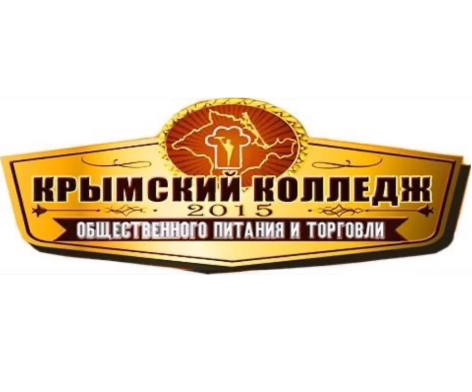 КРЫМСКИЙ КОЛЛЕДЖ
2015
ОБЩЕСТВЕННОГО ПИТАНИЯ И ТОРГОВЛИ